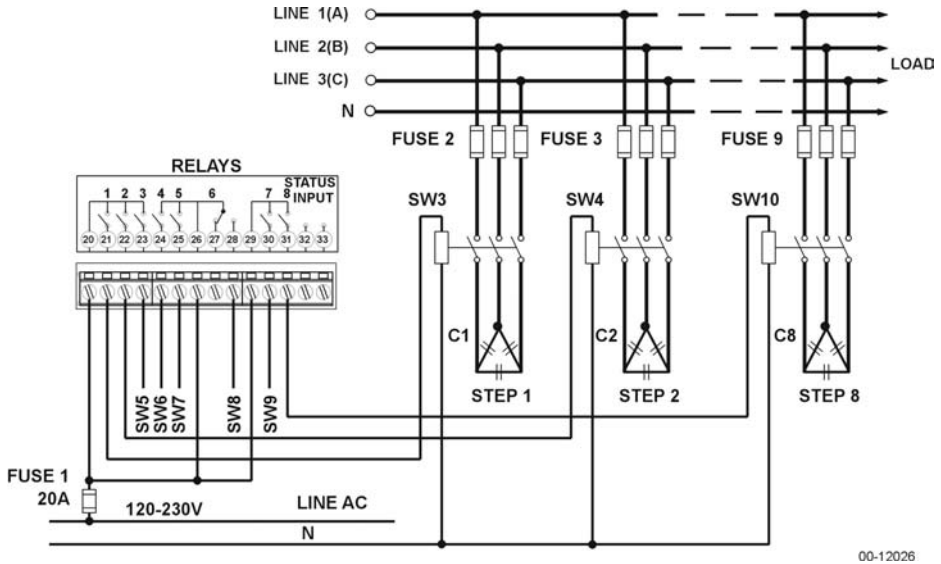 LINE 1(A)
LINE 2(B)
LINE 3(C)
N
LOAD
FUSE 2
FUSE 3
FUSE 9
RELAYS
STATUS
INPUT
1 2 3 4 5 6 7 8
20 21 22 23 24 25 26 27 28 29 30 31 32 33
SW3
SW4
SW10
C1
C2
C8
STEP 1
STEP 2
STEP 8
SW5
SW6
SW7
SW8
SW9
FUSE 1
20A
120-230V
LINE AC
N
00-12026